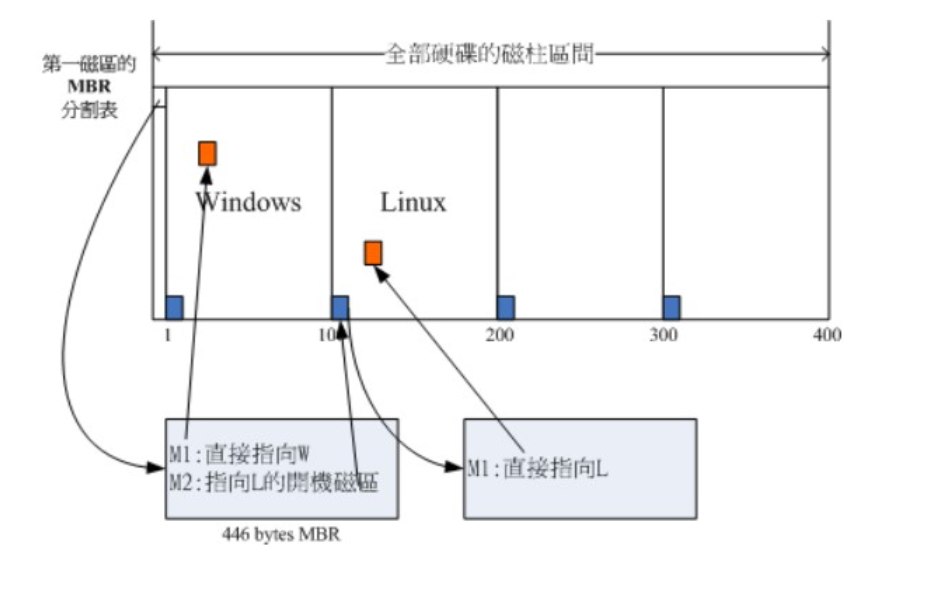 全部硬碟的磁柱區間
第一磁區的
MBR
分割表
Windows
Linux
1
100
200
300
400
M1:直接指向W
M2:指向L的開機磁區
M1:直接指向L
446 bytes MBR